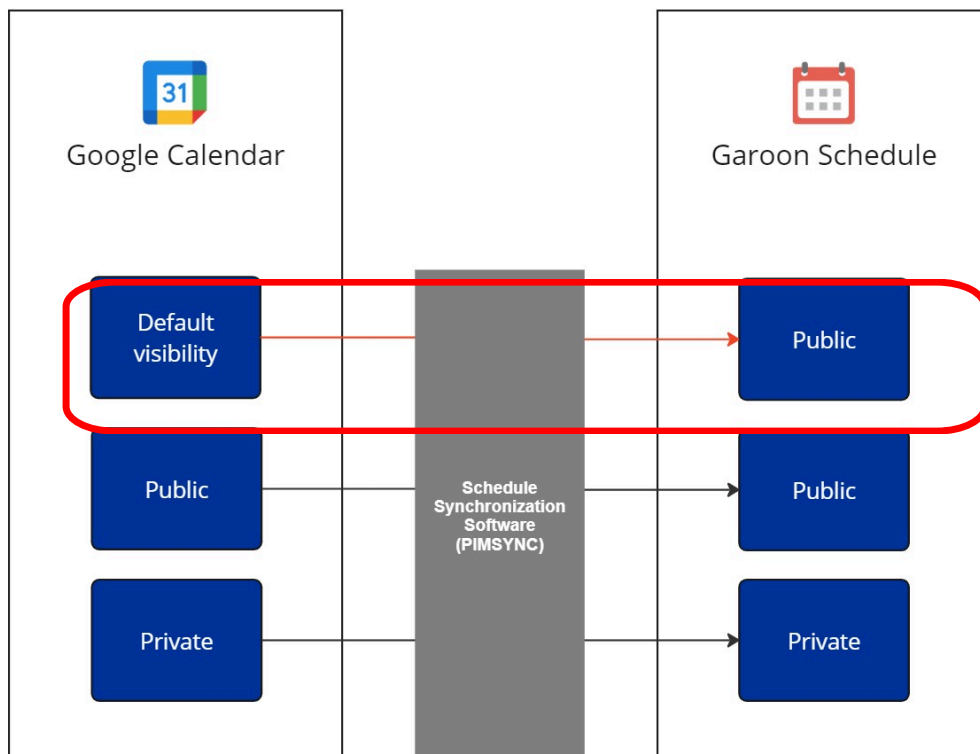 31
Google Calendar
Garoon Schedule
Default
visibility
Public
Public
Schedule
Synchronization
Software
(PIMSYNC)
Public
Private
Private